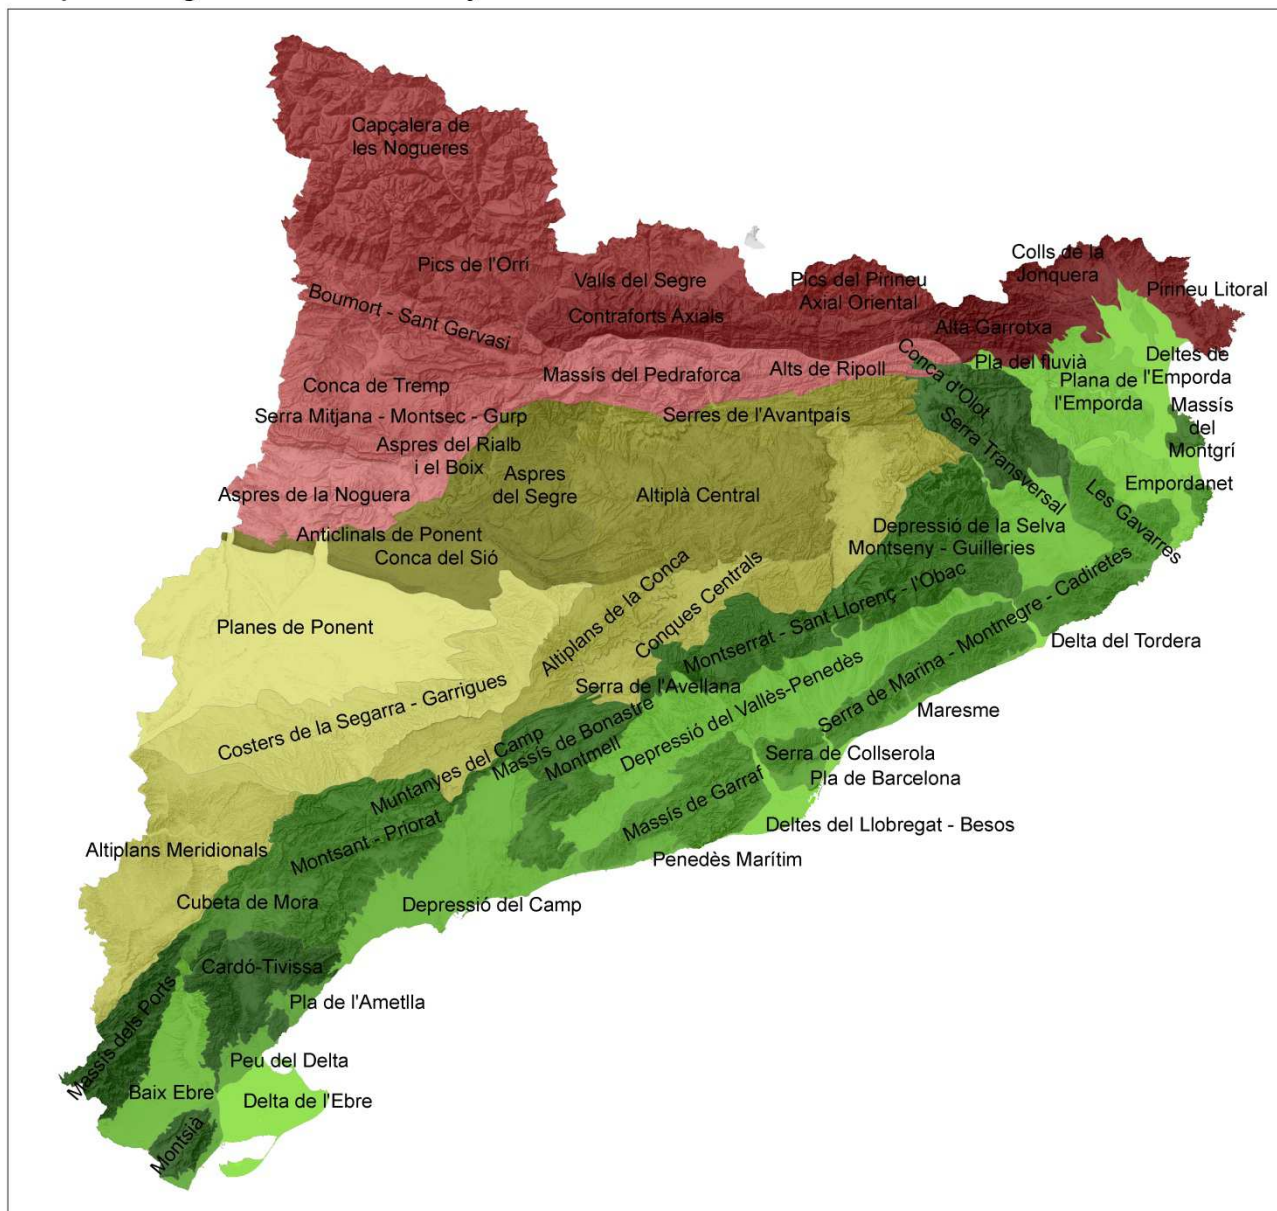 Capçalera de
les Nogueres
Pics de l'Orri
Valls del Segre
Pics del Pirineu
Axial Oriental
Colls de la
Jonquera
Pirineu Litoral
Boumort - Sant Gervasi
Contraforts Axials
Alta Garrotxa
Conca de Tremp
Massís del Pedraforca
Alts de Ripoll
Conca d'Olot
Pla del fluvià
Plana de
l'Emporda
Deltes de
l'Emporda
Serra Mitjana - Montsec - Gurp
Serres de l'Avantpaís
Massís
del
Montgrí
Aspres del Rialb
i el Boix
Aspres
del Segre
Altiplà Central
Serra Transversal
Aspres de la Noguera
Empordanet
Les Gavarres
Anticlinals de Ponent
Conca del Sió
Depressió de la Selva
Montseny - Guilleries
Planes de Ponent
Altiplans de la Conca
Conques Centrals
Montserrat - Sant Llorenç - l'Obac
Serra de Marina - Montnegre - Cadiretes
Delta del Tordera
Serra de l'Avellana
Costers de la Segarra - Garrigues
Massís de Bonastre
Montmell
Depressió del Vallès-Penedès
Maresme
Serra de Collserola
Pla de Barcelona
Muntanyes del Camp
Massís de Garraf
Deltes del Llobregat - Besos
Altiplans Meridionals
Montsant - Priorat
Penedès Marítim
Cubeta de Mora
Depressió del Camp
Cardó-Tivissa
Massís dels Ports
Pla de l'Ametlla
Peu del Delta
Baix Ebre
Delta de l'Ebre
Montsià